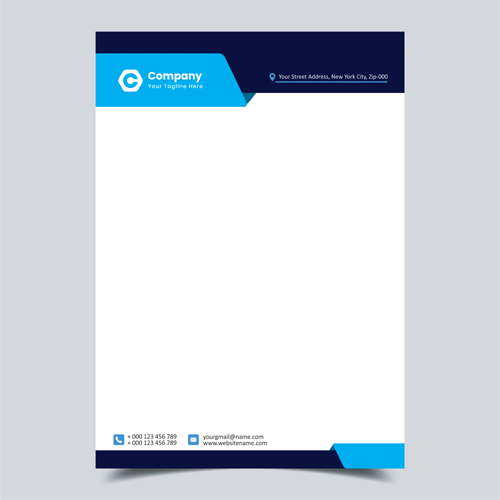 Company
Your Tagline Here
Your Street Address, New York City, Zip-000
+ 000 123 456 789
+ 000 123 456 789
yourgmail@name.com
www.websitename.com